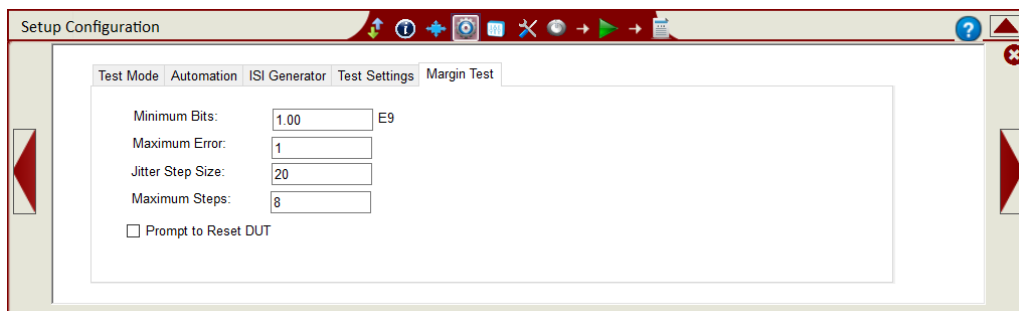 Setup Configuration
Test Mode Automation ISI Generator Test Settings Margin Test
Minimum Bits: 1.00 E9
Maximum Error: 1
Jitter Step Size: 20
Maximum Steps: 8
Prompt to Reset DUT